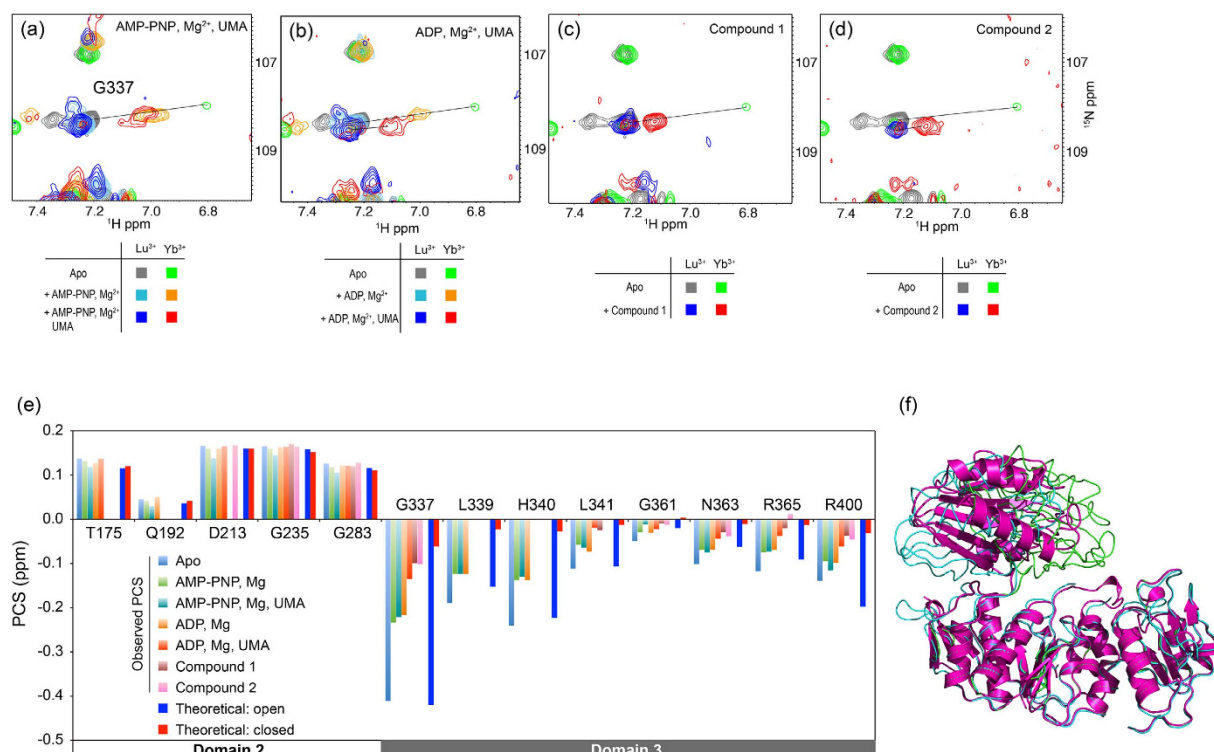 (a) AMP-PNP, Mg²⁺, UMA
G337
107
109
7.4 7.2 7.0 6.8
¹H ppm
(b) ADP, Mg²⁺, UMA
107
109
7.4 7.2 7.0 6.8
¹H ppm
(c) Compound 1
107
109
7.4 7.2 7.0 6.8
¹H ppm
(d) Compound 2
107
109
¹⁵N ppm
7.4 7.2 7.0 6.8
¹H ppm
Lu³⁺ Yb³⁺
Apo
+ AMP-PNP, Mg²⁺
+ AMP-PNP, Mg²⁺
UMA
Lu³⁺ Yb³⁺
Apo
+ ADP, Mg²⁺
+ ADP, Mg²⁺, UMA
Lu³⁺ Yb³⁺
Apo
+ Compound 1
Lu³⁺ Yb³⁺
Apo
+ Compound 2
(e)
PCS (ppm)
0.2
0.1
0.0
-0.1
-0.2
-0.3
-0.4
-0.5
T175 Q192 D213 G235 G283
G337 L339 H340 L341 G361 N363 R365 R400
Observed PCS
Apo
AMP-PNP, Mg
AMP-PNP, Mg, UMA
ADP, Mg
ADP, Mg, UMA
Compound 1
Compound 2
Theoretical: open
Theoretical: closed
Domain 2 Domain 3
(f)